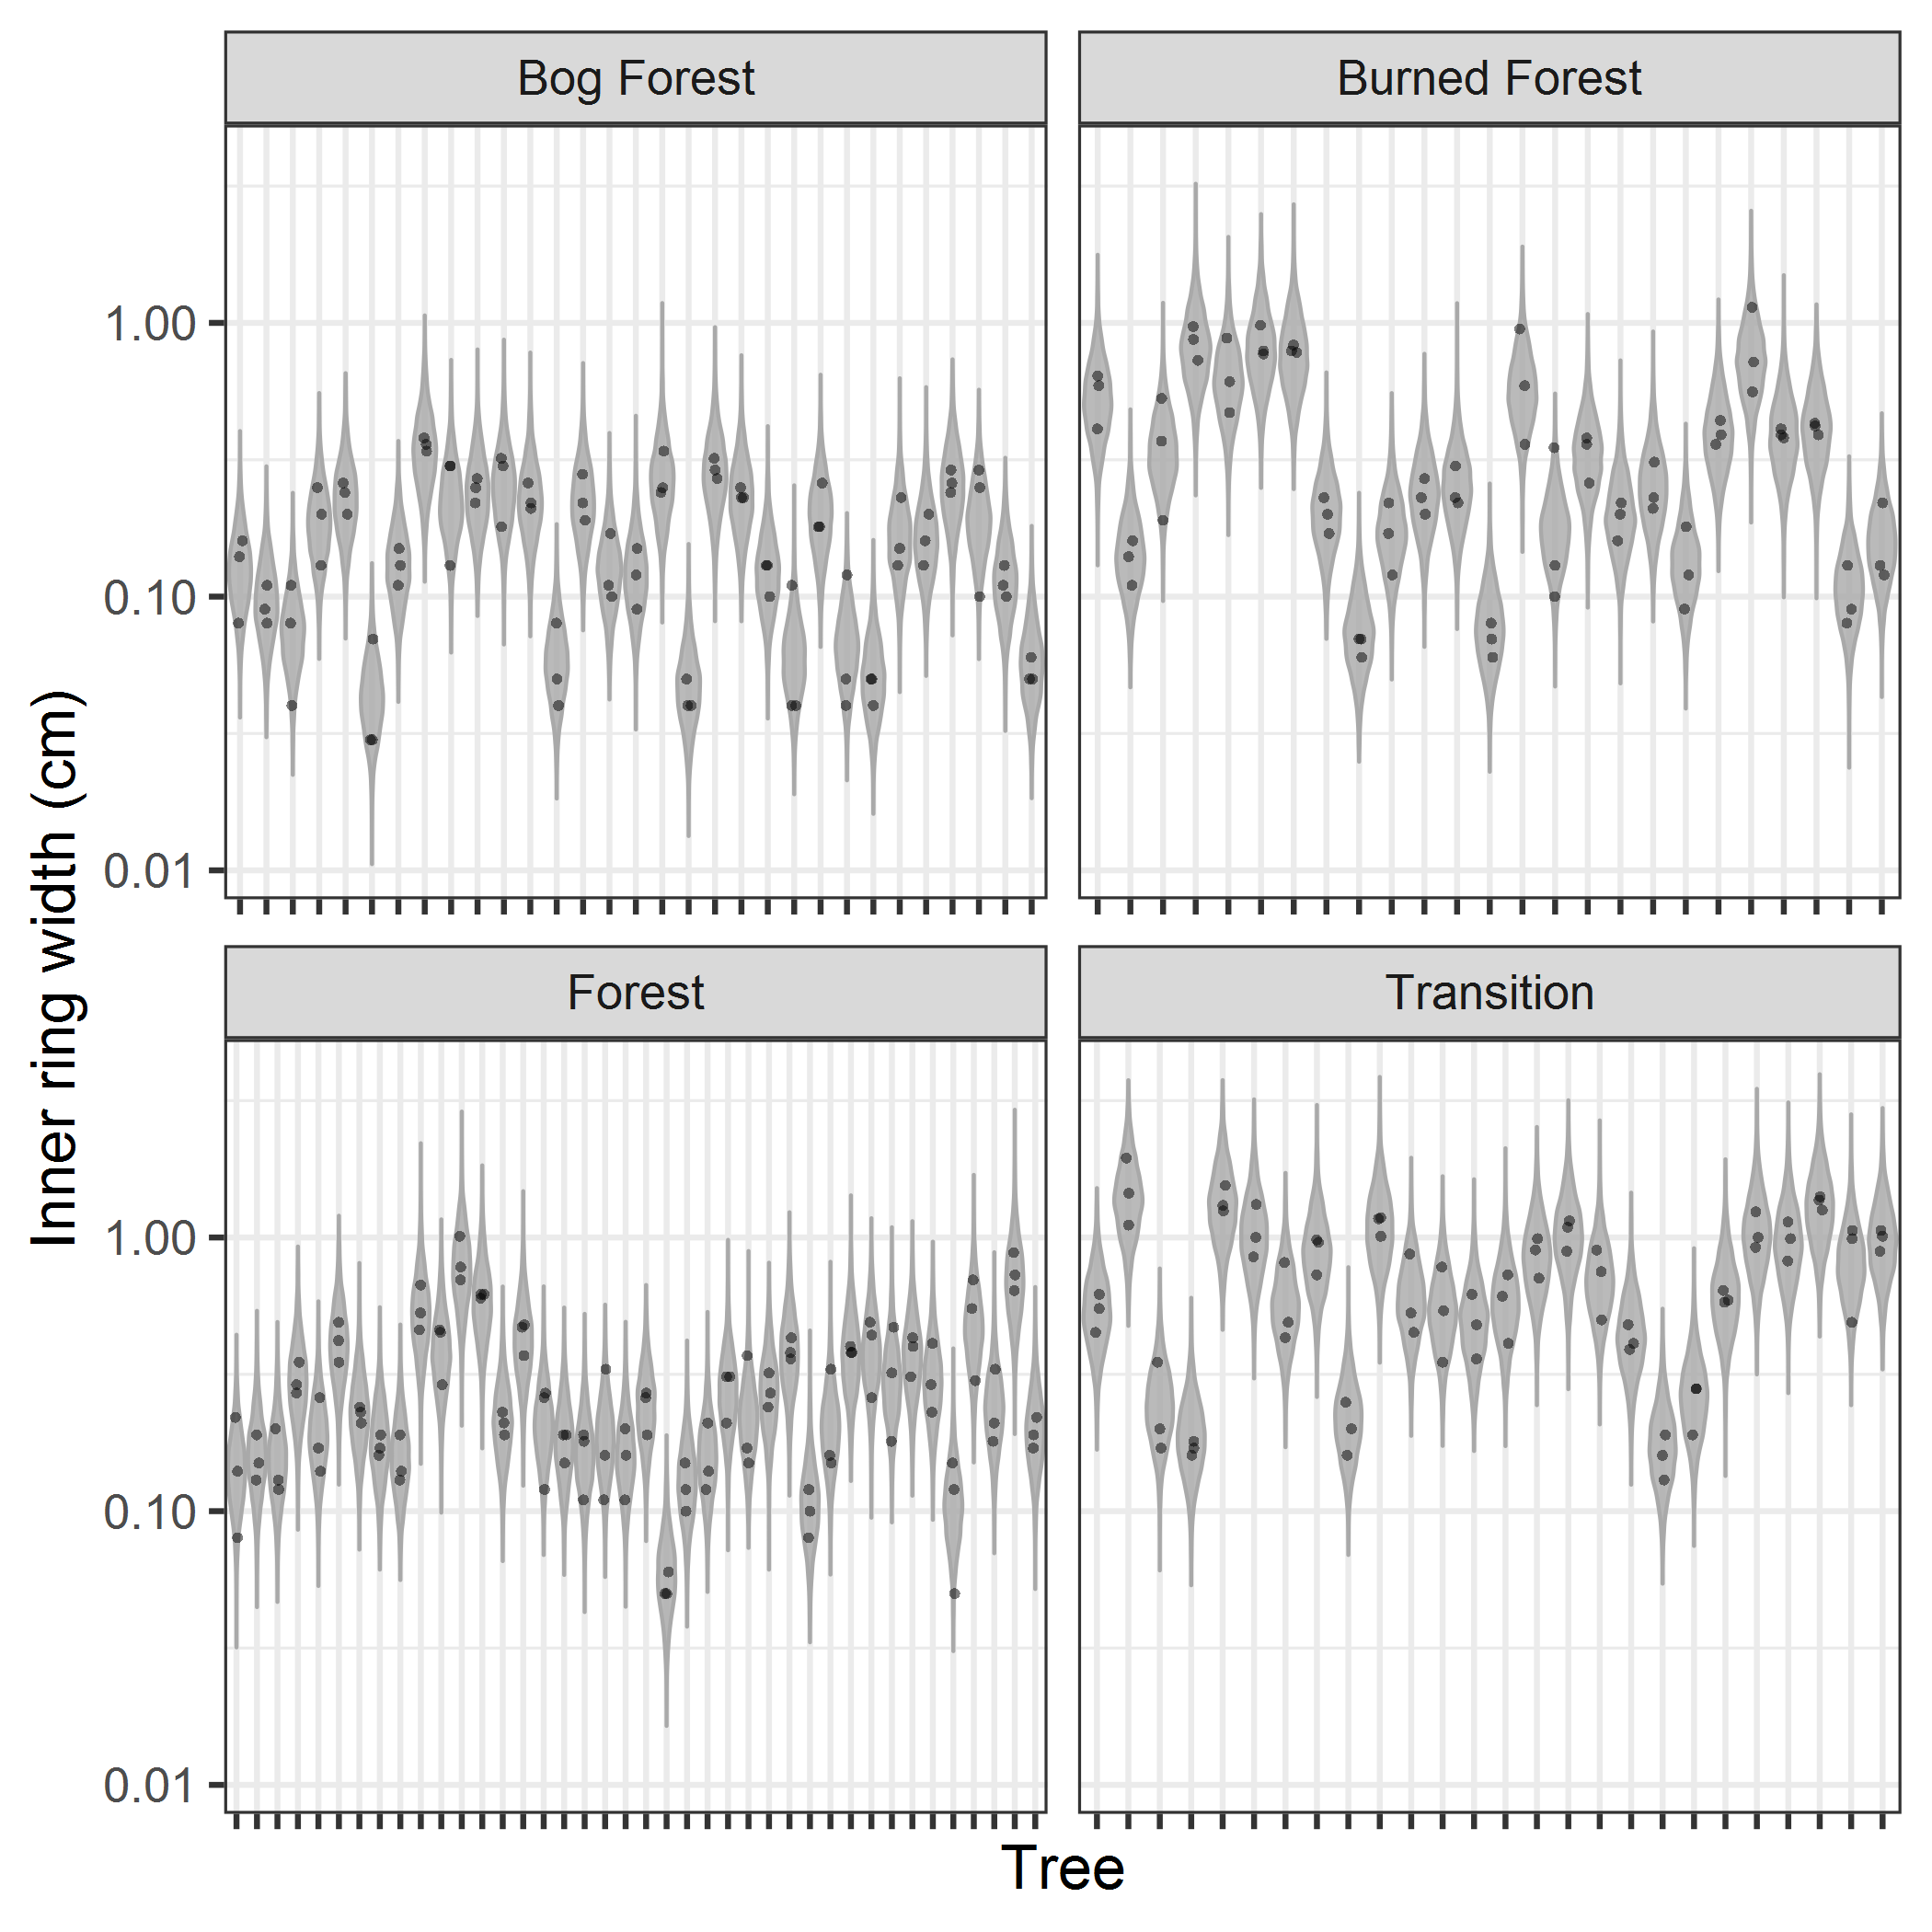 Bog Forest
Burned Forest
1.00
0.10
0.01
Inner ring width (cm)
Forest
Transition
1.00
0.10
0.01
Tree